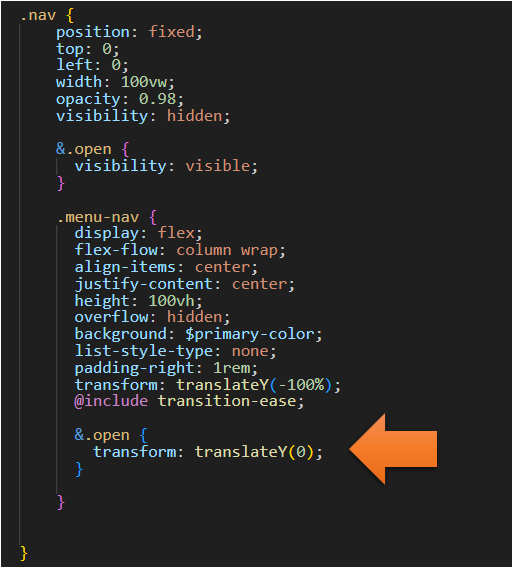 .nav {
position: fixed;
top: 0;
left: 0;
width: 100vw;
opacity: 0.98;
visibility: hidden;
&.open {
visibility: visible;
}
.menu-nav {
display: flex;
flex-flow: column wrap;
align-items: center;
justify-content: center;
height: 100vh;
overflow: hidden;
background: $primary-color;
list-style-type: none;
padding-right: 1rem;
transform: translateY(-100%);
@include transition-ease;
&.open {
transform: translateY(0);
}
}
}